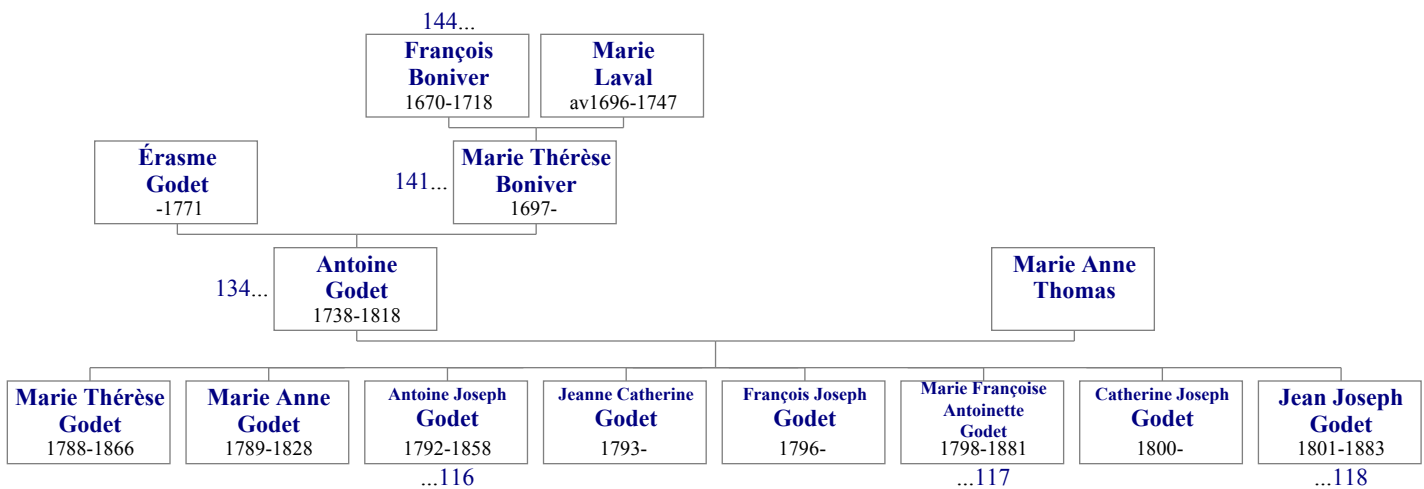 144...
François
Boniver
1670-1718
Marie
Laval
av1696-1747
Érasme
Godet
-1771
141...
Marie Thérèse
Boniver
1697-
134...
Antoine
Godet
1738-1818
Marie Anne
Thomas
Marie Thérèse
Godet
1788-1866
Marie Anne
Godet
1789-1828
Antoine Joseph
Godet
1792-1858
...116
Jeanne Catherine
Godet
1793-
François Joseph
Godet
1796-
Marie Françoise
Antoinette
Godet
1798-1881
...117
Catherine Joseph
Godet
1800-
Jean Joseph
Godet
1801-1883
...118